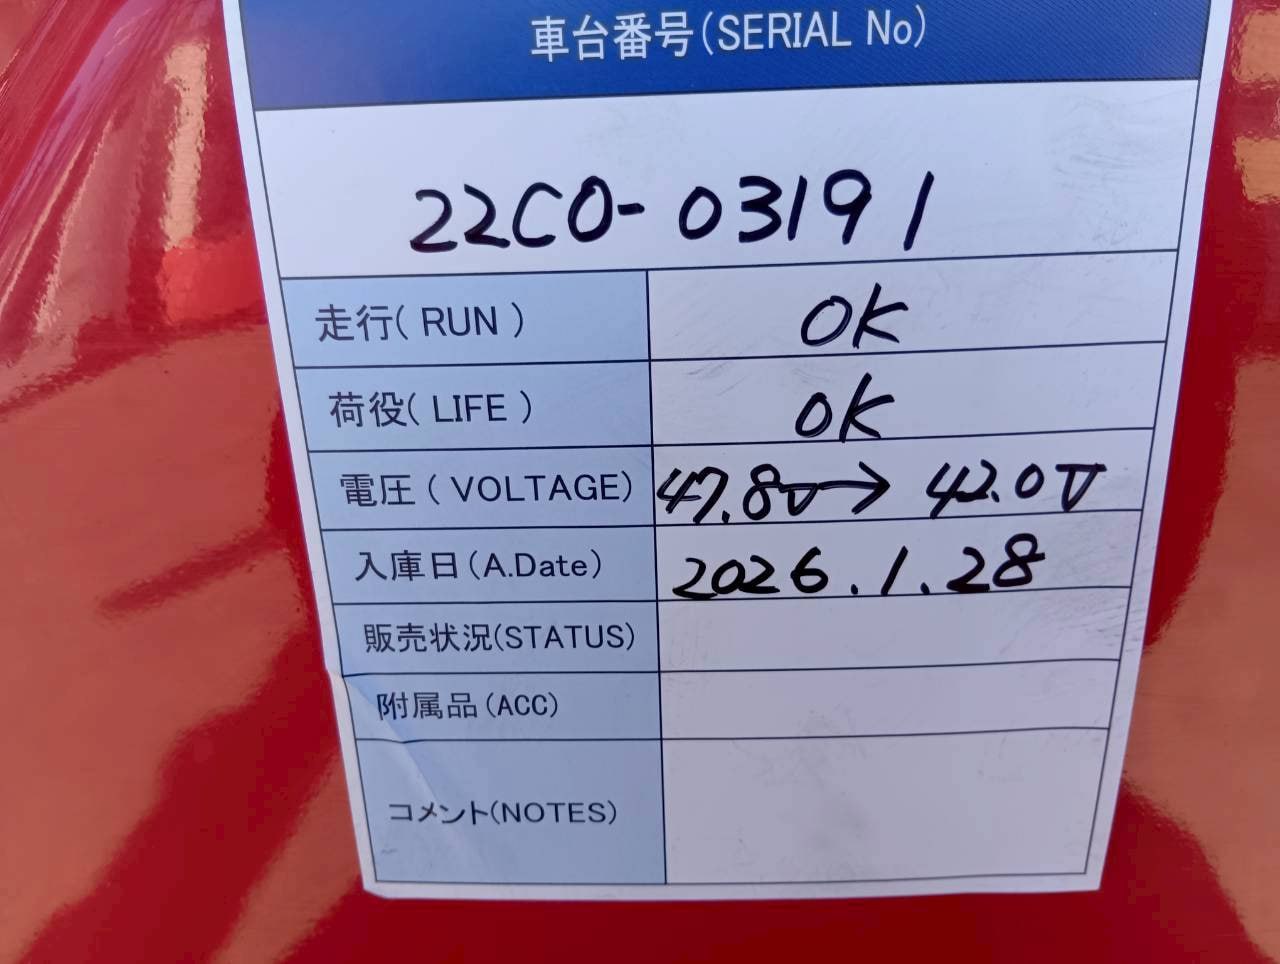 車台番号(SERIAL No)
22CO-03191
走行( RUN ) OK
荷役( LIFE ) OK
電圧( VOLTAGE) 47.8V→ 42.0V
入庫日(A.Date) 2026.1.28
販売状況(STATUS)
附属品(ACC)
コメント(NOTES)